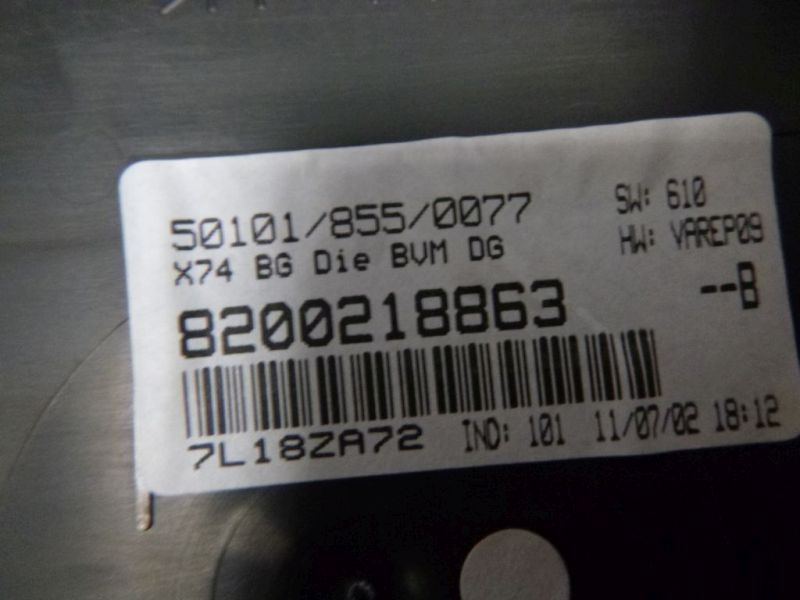 50101/855/0077 SW: 610
X74 BG Die BVM DG HW: VAREP09
8200218863 --B
7L18ZA72 IND: 101 11/07/02 18:12